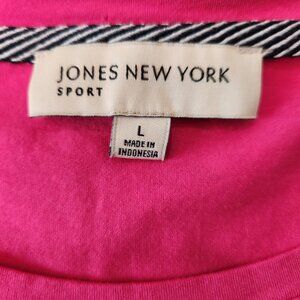 JONES NEW YORK
SPORT
L
MADE IN
INDONESIA